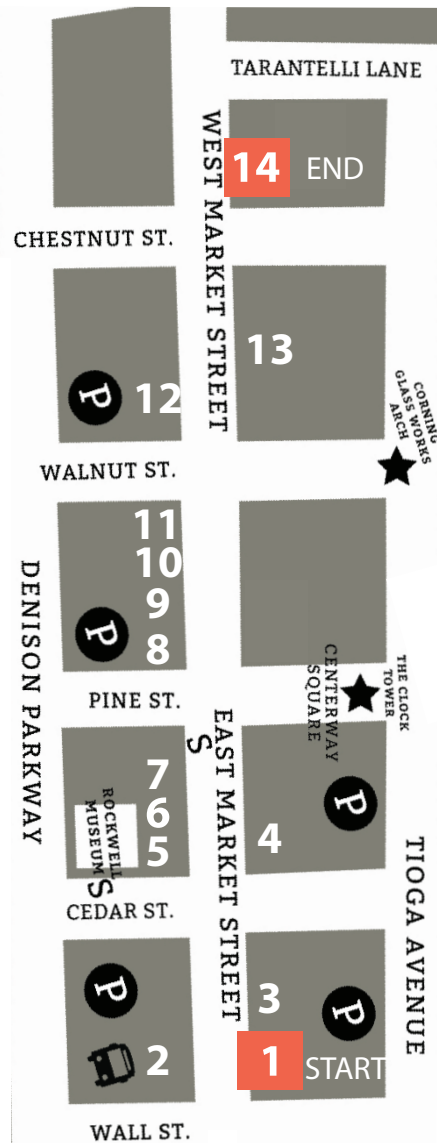 TARANTELLI LANE
WEST MARKET STREET
14 END
CHESTNUT ST.
13
P 12
CORNING
GLASS WORKS
ARCH
WALNUT ST.
11
10
9
P 8
DENISON PARKWAY
PINE ST.
CENTERWAY
SQUARE
THE CLOCK
TOWER
S
EAST MARKET STREET
7
6
5
ROCKWELL
MUSEUM
S
P
4
TIOGA AVENUE
CEDAR ST.
P
3
P
2
1 START
WALL ST.